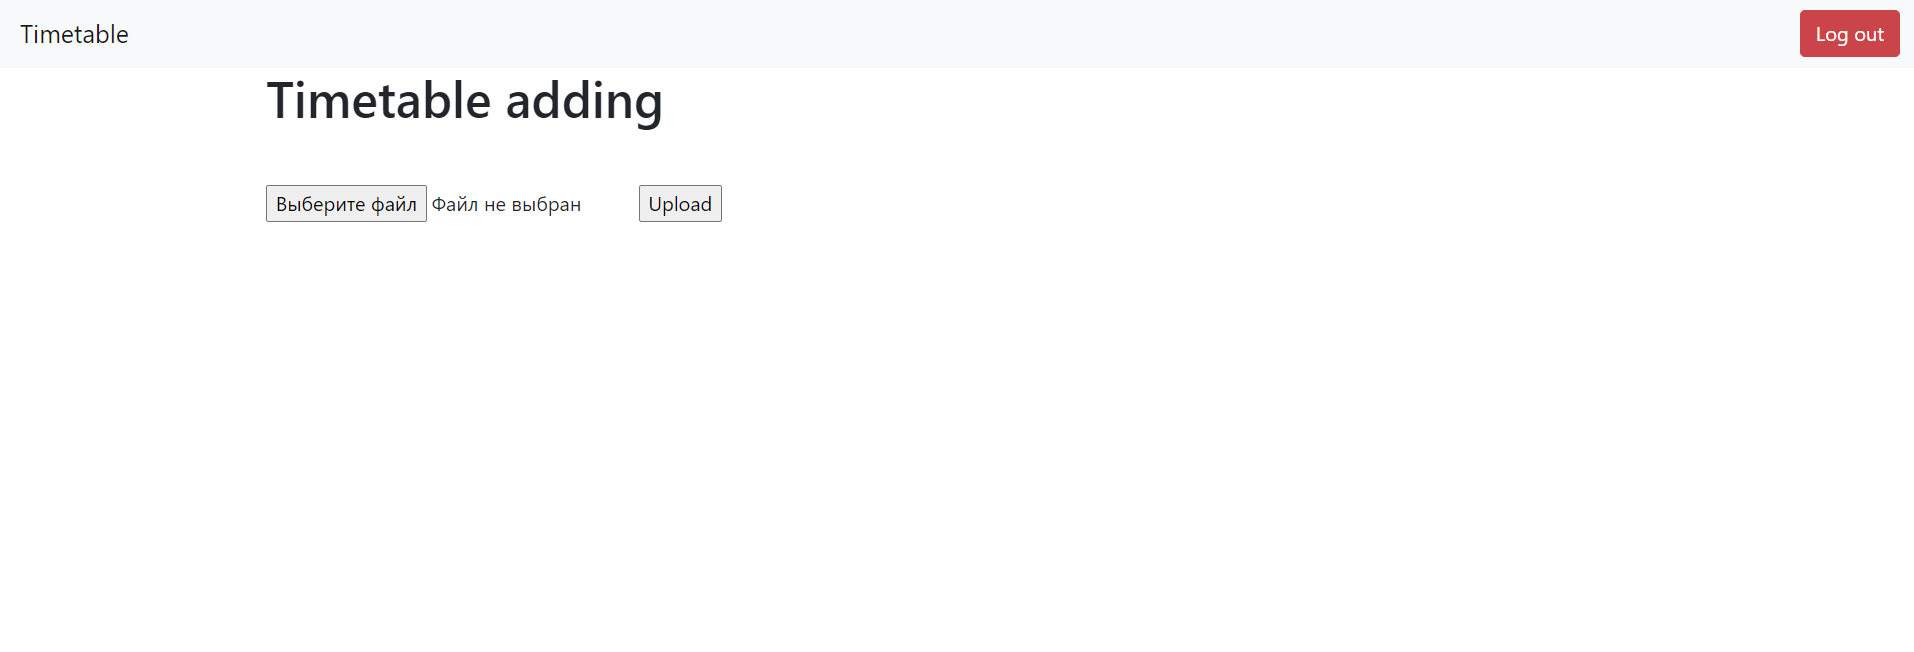 Timetable Log out
Timetable adding
Выберите файл Файл не выбран Upload